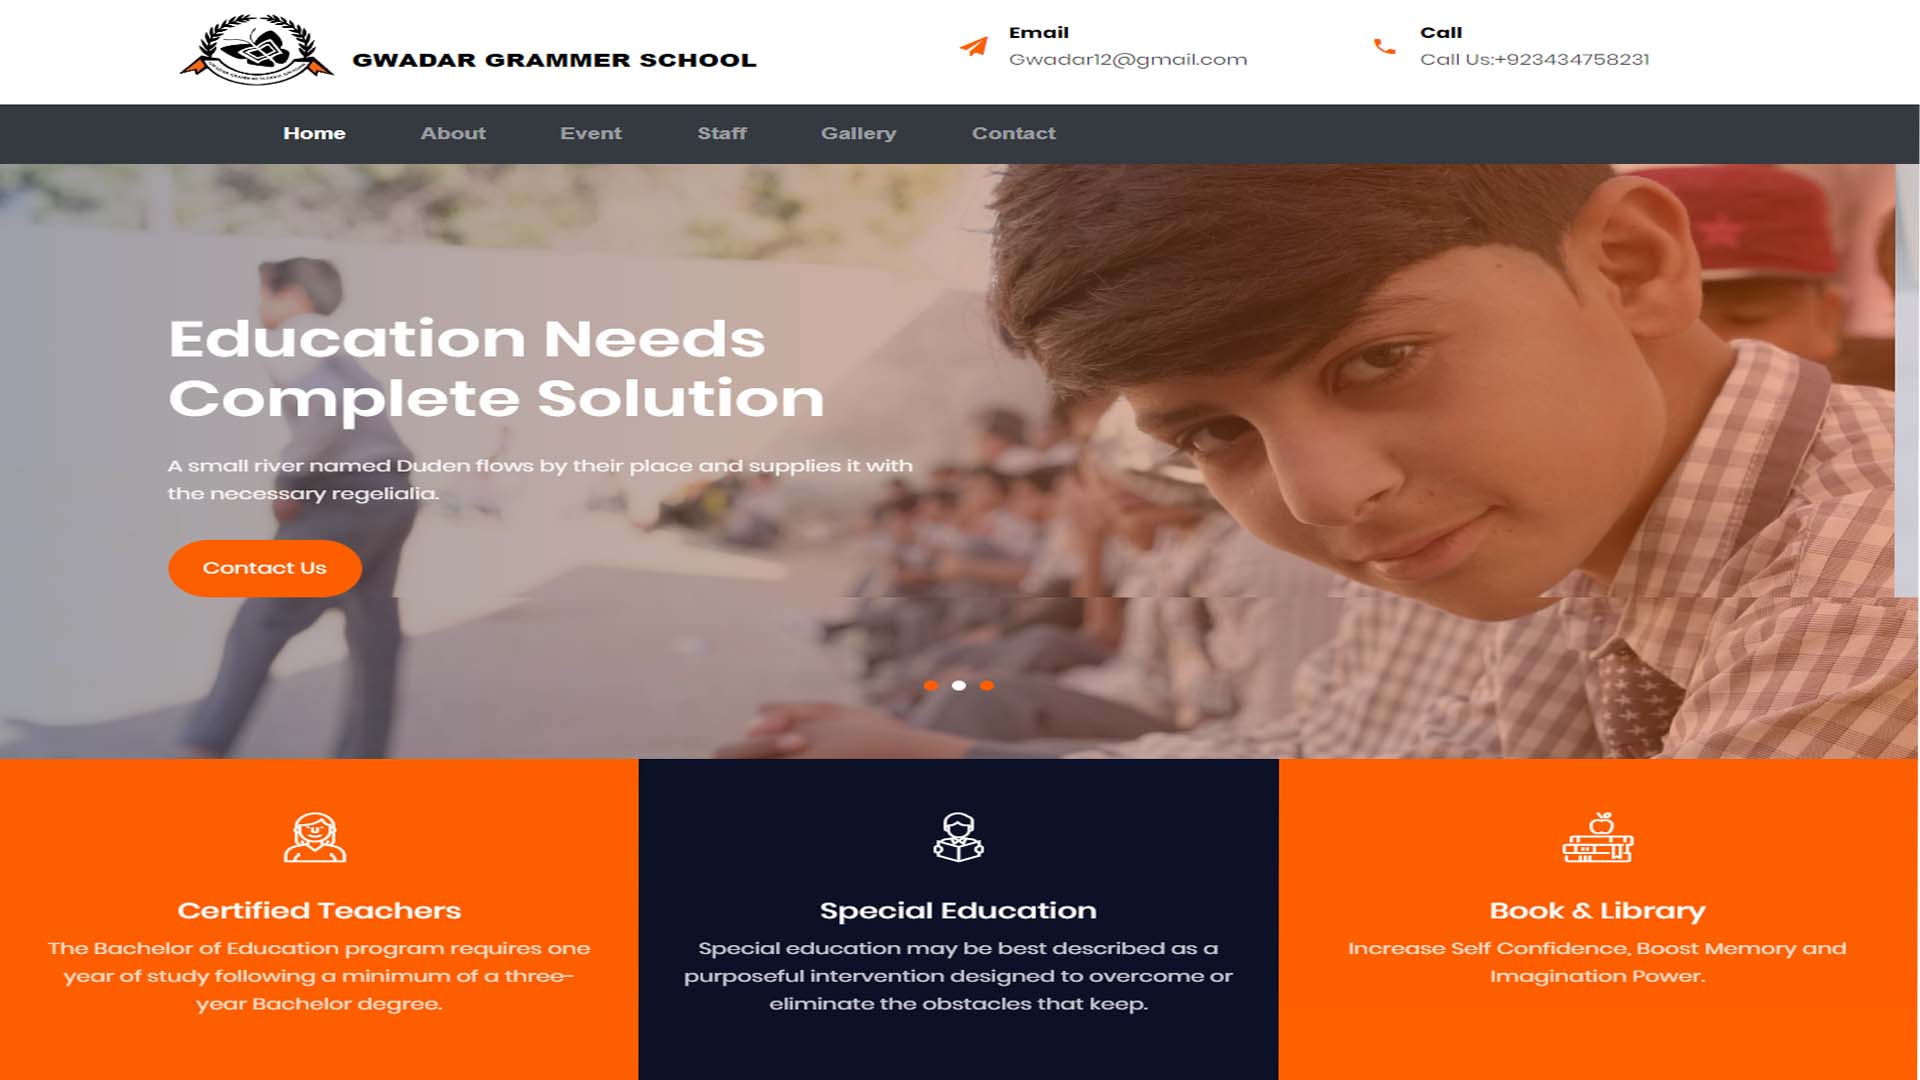 GWADAR GRAMMER SCHOOL
Email
Gwadar12@gmail.com
Call
Call Us:+923434758231
Home
About
Event
Staff
Gallery
Contact
Education Needs
Complete Solution
A small river named Duden flows by their place and supplies it with
the necessary regelialia.
Contact Us
Certified Teachers
The Bachelor of Education program requires one
year of study following a minimum of a three-
year Bachelor degree.
Special Education
Special education may be best described as a
purposeful intervention designed to overcome or
eliminate the obstacles that keep.
Book & Library
Increase Self Confidence, Boost Memory and
Imagination Power.